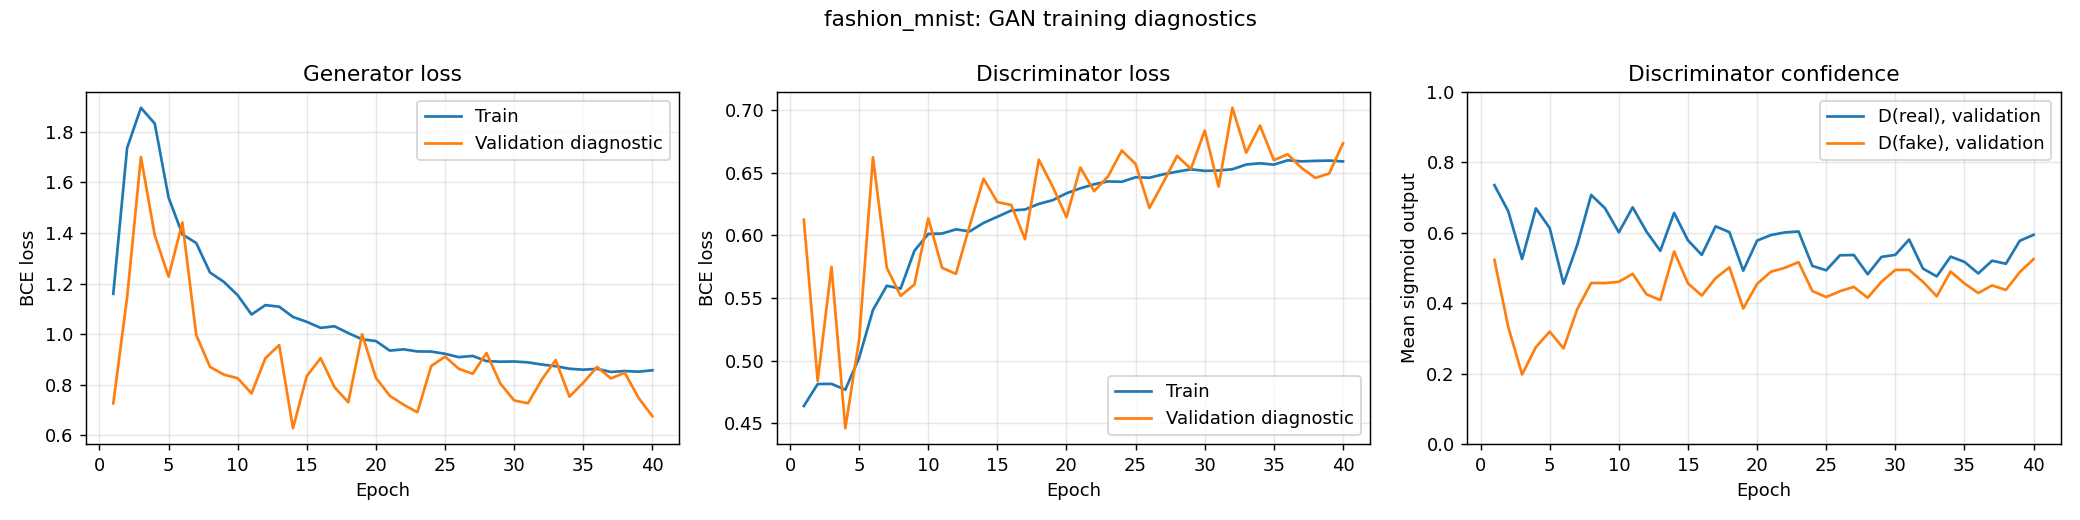 fashion_mnist: GAN training diagnostics
Generator loss
BCE loss
1.8
1.6
1.4
1.2
1.0
0.8
0.6
Train
Validation diagnostic
0 5 10 15 20 25 30 35 40
Epoch
Discriminator loss
BCE loss
0.70
0.65
0.60
0.55
0.50
0.45
Train
Validation diagnostic
0 5 10 15 20 25 30 35 40
Epoch
Discriminator confidence
Mean sigmoid output
1.0
0.8
0.6
0.4
0.2
0.0
D(real), validation
D(fake), validation
0 5 10 15 20 25 30 35 40
Epoch